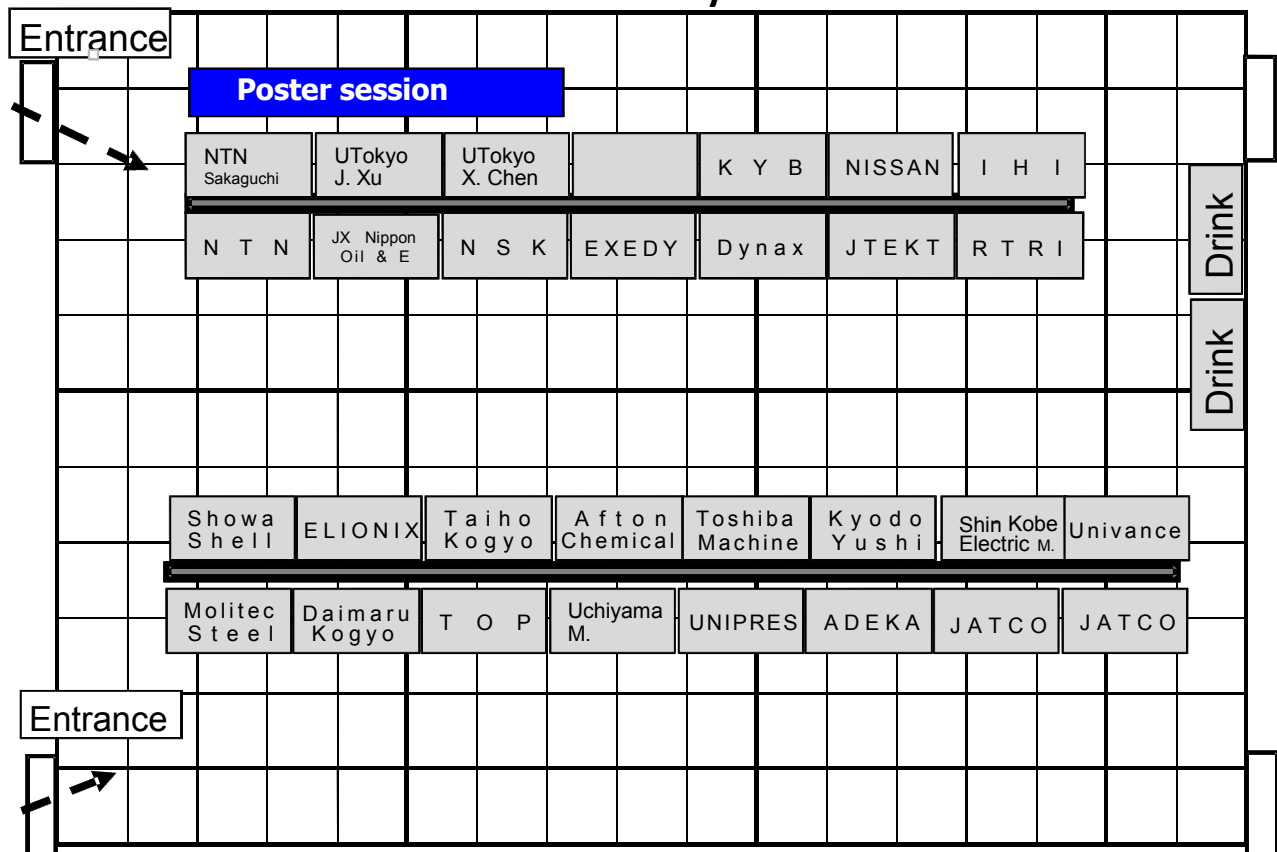 Entrance
Poster session
NTN
Sakaguchi
UTokyo
J. Xu
UTokyo
X. Chen
K Y B
NISSAN
I H I
N T N
JX Nippon
Oil & E
N S K
EXEDY
Dynax
JTEKT
R T R I
Drink
Drink
Showa
Shell
ELIONIX
Taiho
Kogyo
Afton
Chemical
Toshiba
Machine
Kyodo
Yushi
Shin Kobe
Electric M.
Univance
Molitec
Steel
Daimaru
Kogyo
T O P
Uchiyama
M.
UNIPRES
ADEKA
JATCO
JATCO
Entrance